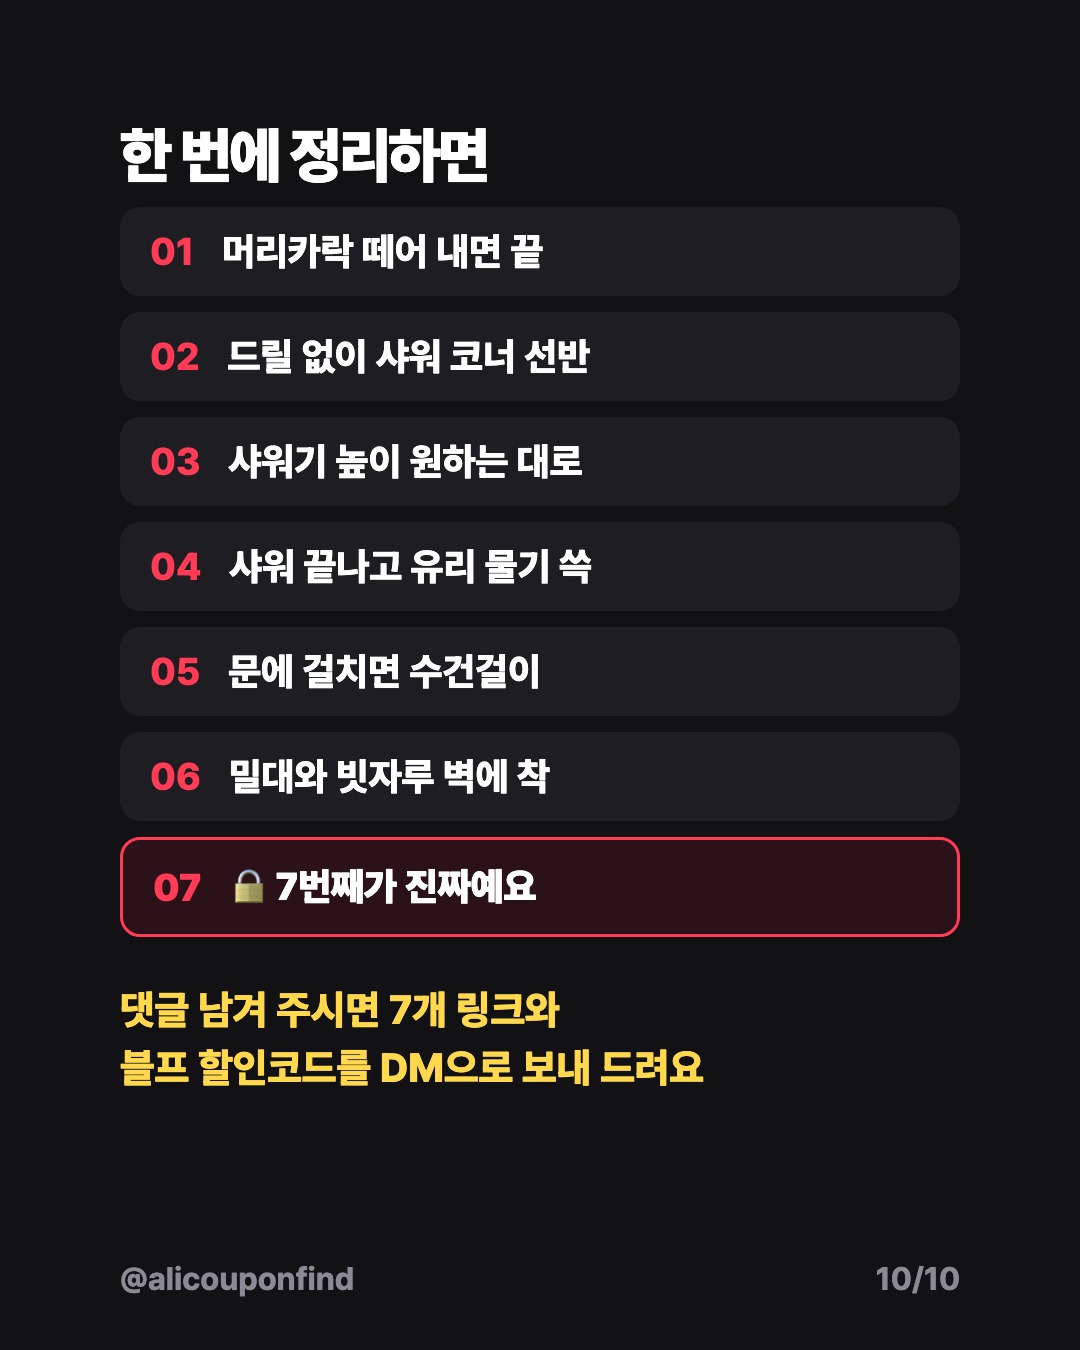 한 번에 정리하면
01 머리카락 떼어 내면 끝
02 드릴 없이 샤워 코너 선반
03 샤워기 높이 원하는 대로
04 샤워 끝나고 유리 물기 쓱
05 문에 걸치면 수건걸이
06 밀대와 빗자루 벽에 착
07 🔒 7번째가 진짜예요
댓글 남겨 주시면 7개 링크와
블프 할인코드를 DM으로 보내 드려요
@alicouponfind 10/10